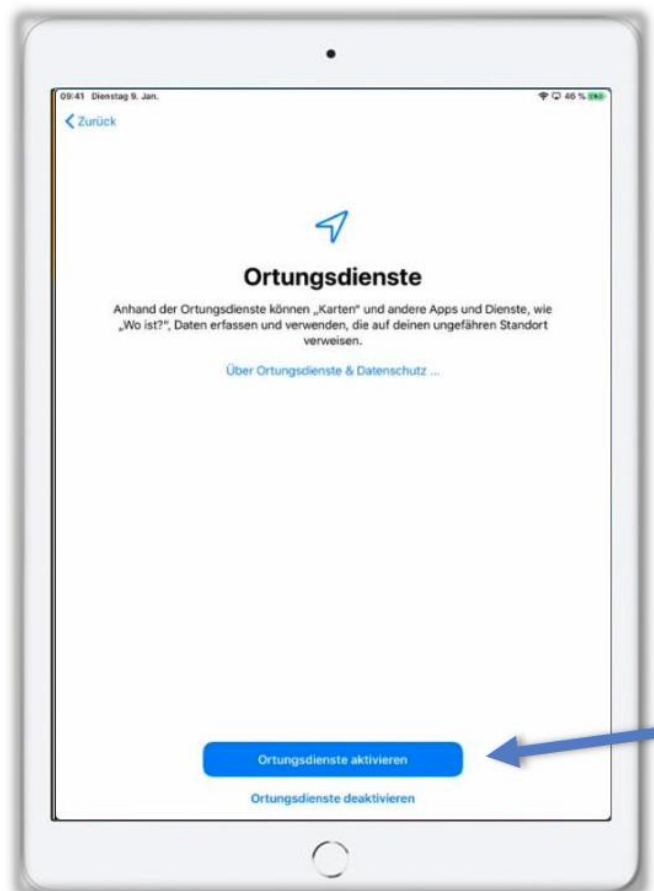 09:41 Dienstag 9. Jan.
46 %
Zurück
Ortungsdienste
Anhand der Ortungsdienste können „Karten“ und andere Apps und Dienste, wie
„Wo ist?“, Daten erfassen und verwenden, die auf deinen ungefähren Standort
verweisen.
Über Ortungsdienste & Datenschutz ...
Ortungsdienste aktivieren
Ortungsdienste deaktivieren